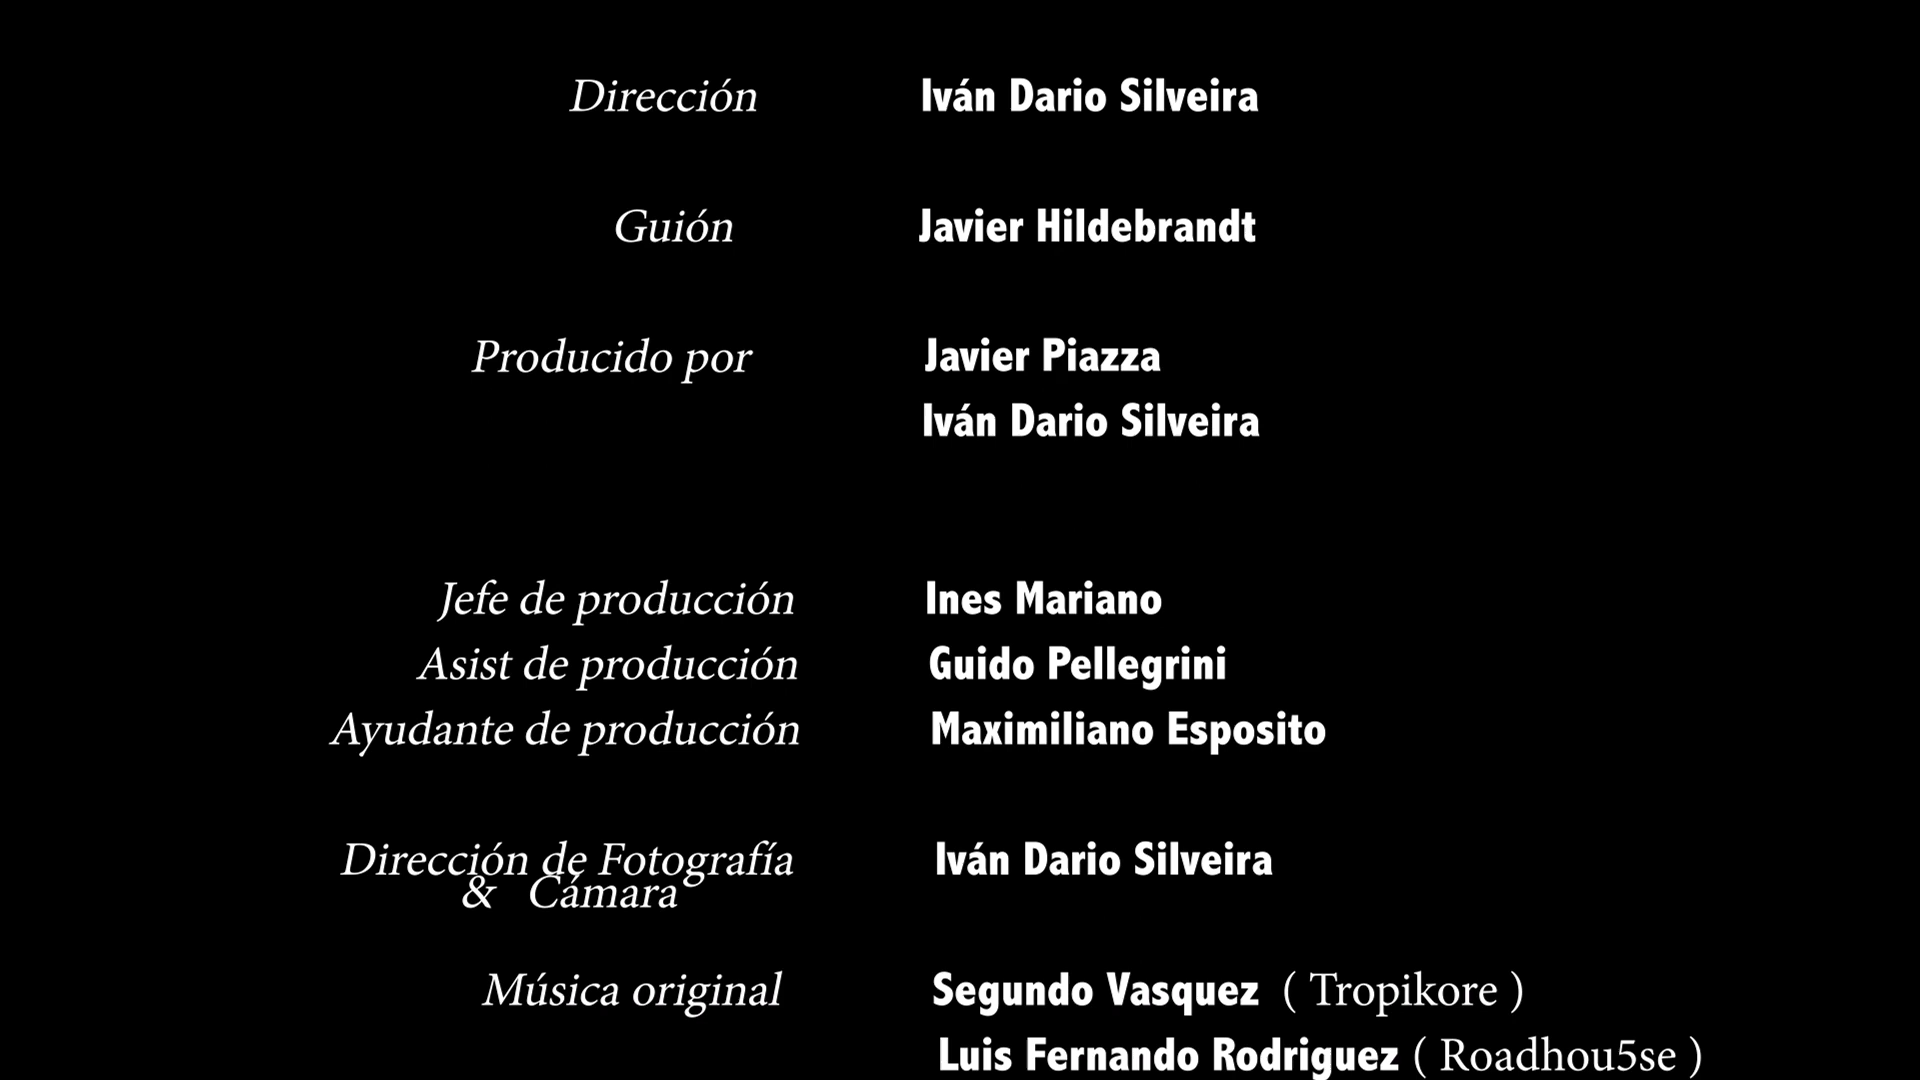 Dirección Iván Dario Silveira
Guión Javier Hildebrandt
Producido por Javier Piazza
Iván Dario Silveira
Jefe de producción Ines Mariano
Asist de producción Guido Pellegrini
Ayudante de producción Maximiliano Esposito
Dirección de Fotografía Iván Dario Silveira
& Cámara
Música original Segundo Vasquez ( Tropikore )
Luis Fernando Rodriguez ( Roadhou5se )